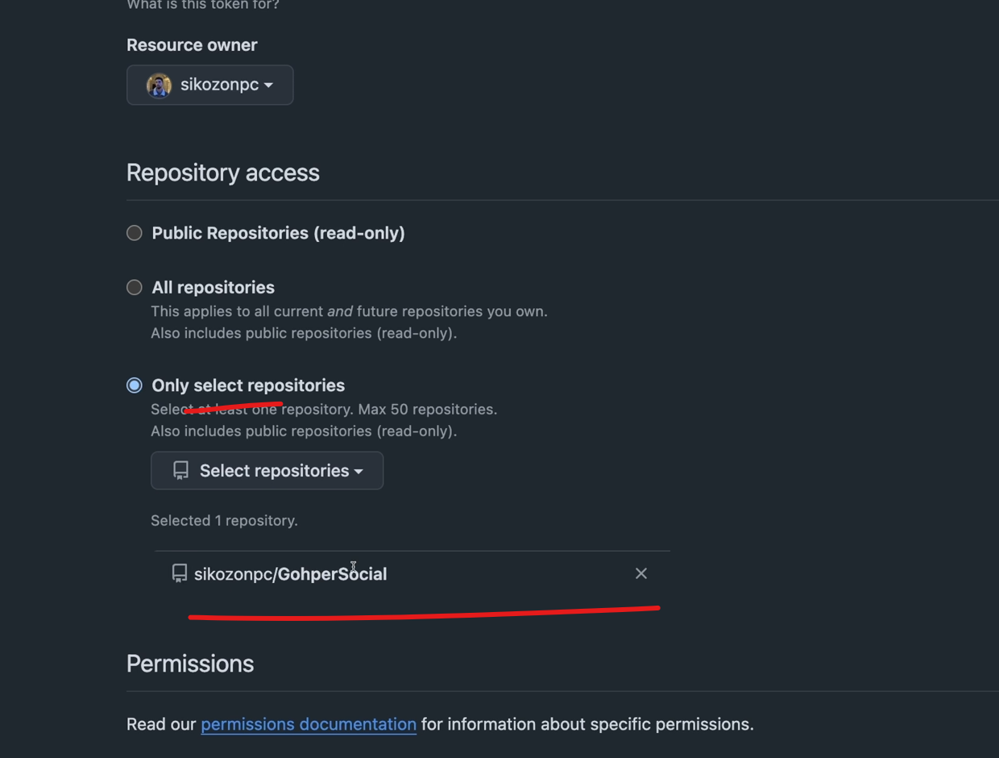 What is this token for?
Resource owner
sikozonpc
Repository access
Public Repositories (read-only)
All repositories
This applies to all current and future repositories you own.
Also includes public repositories (read-only).
Only select repositories
Select at least one repository. Max 50 repositories.
Also includes public repositories (read-only).
Select repositories
Selected 1 repository.
sikozonpc/GohperSocial
Permissions
Read our permissions documentation for information about specific permissions.